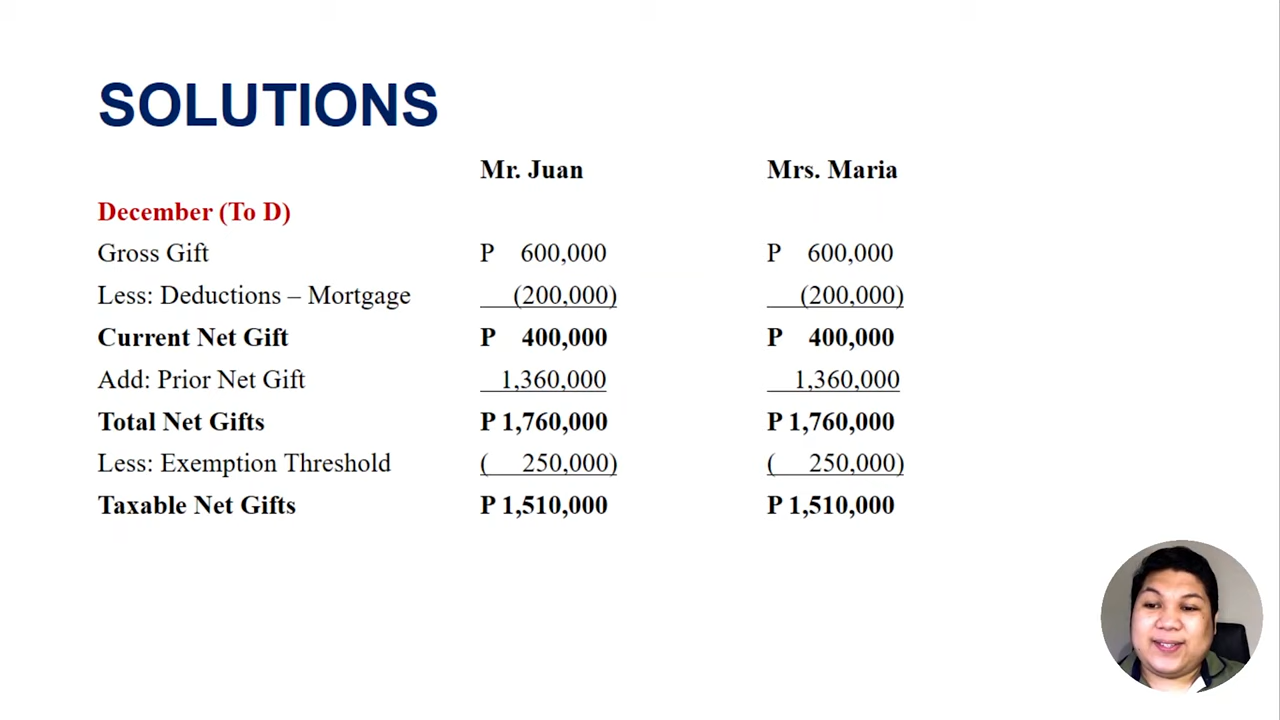 SOLUTIONS
Mr. Juan Mrs. Maria
December (To D)
Gross Gift P 600,000 P 600,000
Less: Deductions – Mortgage (200,000) (200,000)
Current Net Gift P 400,000 P 400,000
Add: Prior Net Gift 1,360,000 1,360,000
Total Net Gifts P 1,760,000 P 1,760,000
Less: Exemption Threshold ( 250,000) ( 250,000)
Taxable Net Gifts P 1,510,000 P 1,510,000